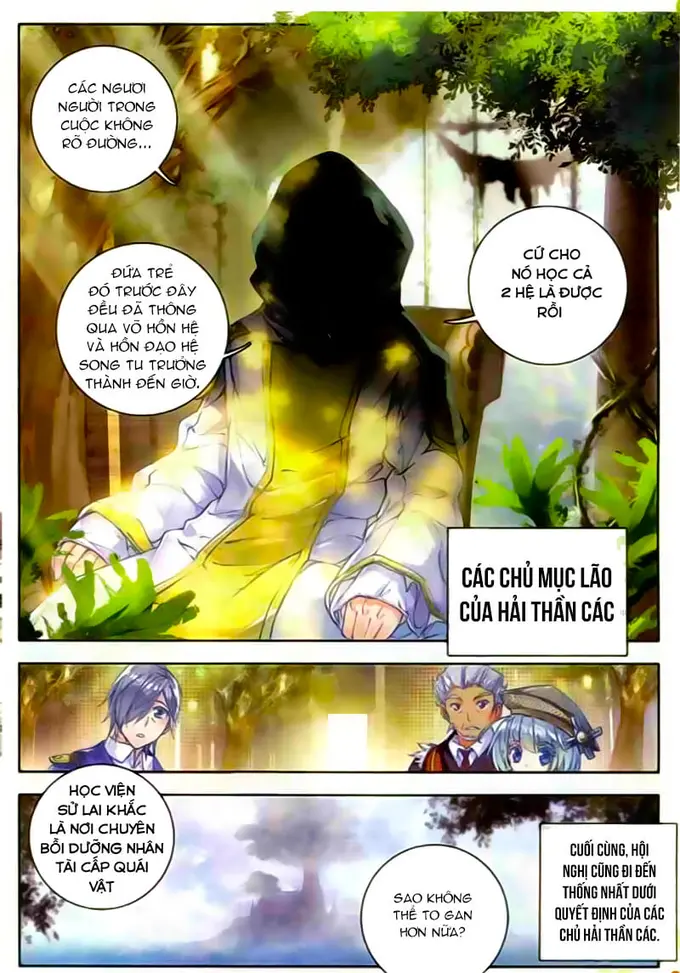 CÁC NGƯƠI
NGƯỜI TRONG
CUỘC KHÔNG
RÕ ĐƯỜNG...
CỨ CHO
NÓ HỌC CẢ
2 HỆ LÀ ĐƯỢC
RỒI
ĐỨA TRẺ
ĐÓ TRƯỚC ĐÂY
ĐỀU ĐÃ THÔNG
QUA VÕ HỒN HỆ
VÀ HỒN ĐẠO HỆ
SONG TU TRƯỞNG
THÀNH ĐẾN GIỜ.
CÁC CHỦ MỤC LÃO
CỦA HẢI THẦN CÁC
HỌC VIỆN
SỬ LAI KHẮC
LÀ NƠI CHUYÊN
BỒI DƯỠNG NHÂN
TÀI CẤP QUÁI
VẬT
SAO KHÔNG
THỂ TO GAN
HƠN NỮA?
CUỐI CÙNG, HỘI
NGHỊ CŨNG ĐI ĐẾN
THỐNG NHẤT DƯỚI
QUYẾT ĐỊNH CỦA CÁC
CHỦ HẢI THẦN CÁC.